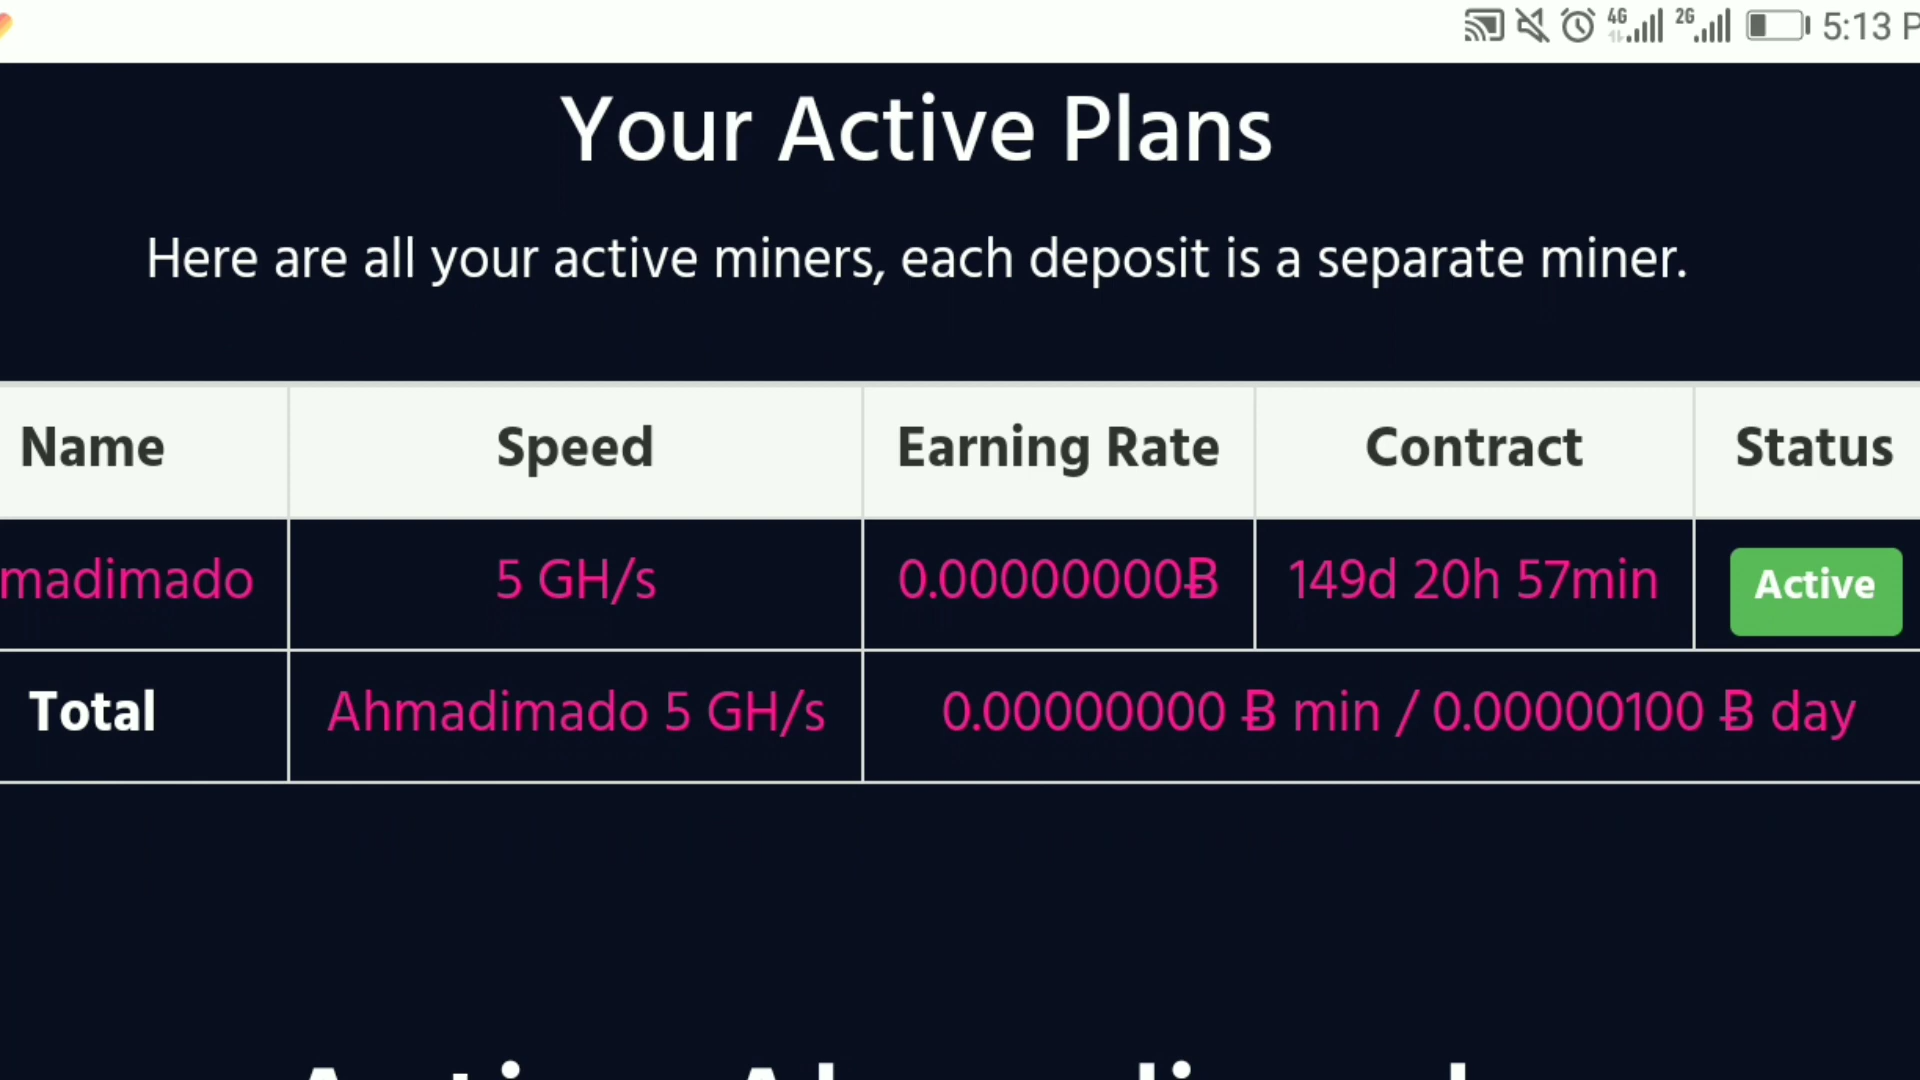 4G 2G 5:13 P
Your Active Plans
Here are all your active miners, each deposit is a separate miner.
Name Speed Earning Rate Contract Status
madimado 5 GH/s 0.00000000Ƀ 149d 20h 57min Active
Total Ahmadimado 5 GH/s 0.00000000 Ƀ min / 0.00000100 Ƀ day